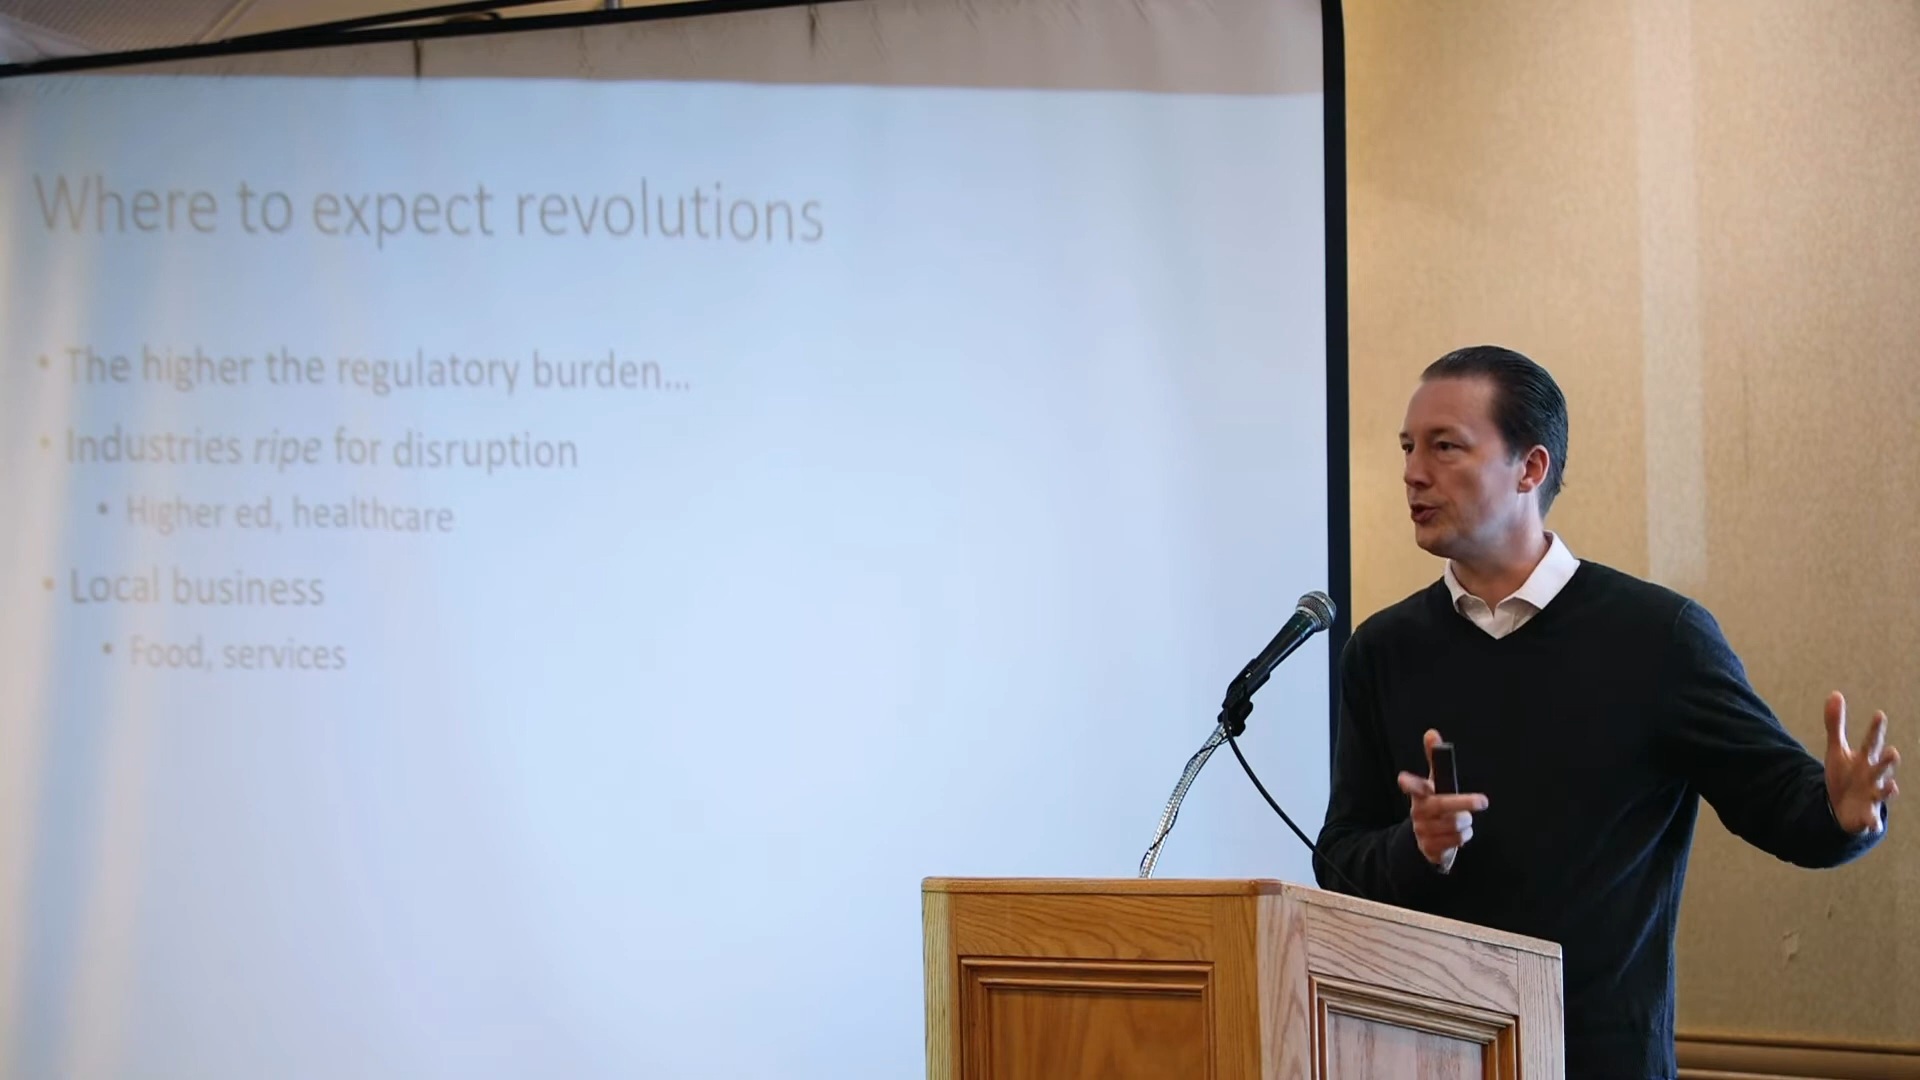 Where to expect revolutions
• The higher the regulatory burden...
• Industries ripe for disruption
• Higher ed, healthcare
• Local business
• Food, services